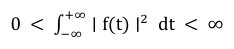 0 < ∫_{-∞}^{+∞} | f(t) |² dt < ∞